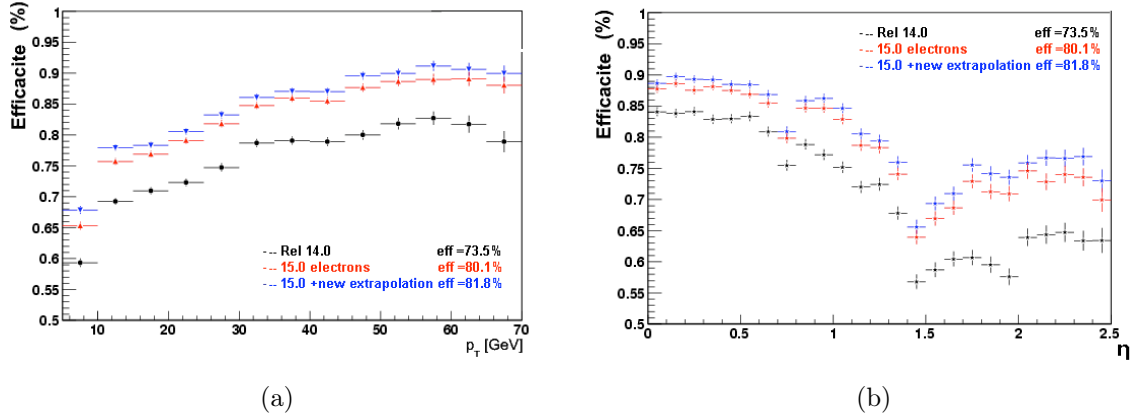 Efficacite (%)
1
0.95
0.9
0.85
0.8
0.75
0.7
0.65
0.6
0.55
0.5
10 20 30 40 50 60 70
p_T [GeV]
Rel 14.0 eff =73.5%
15.0 electrons eff =80.1%
15.0 +new extrapolation eff =81.8%
(a)
Efficacite (%)
1
0.95
0.9
0.85
0.8
0.75
0.7
0.65
0.6
0.55
0.5
0 0.5 1 1.5 2 2.5
η
Rel 14.0 eff =73.5%
15.0 electrons eff =80.1%
15.0 +new extrapolation eff =81.8%
(b)